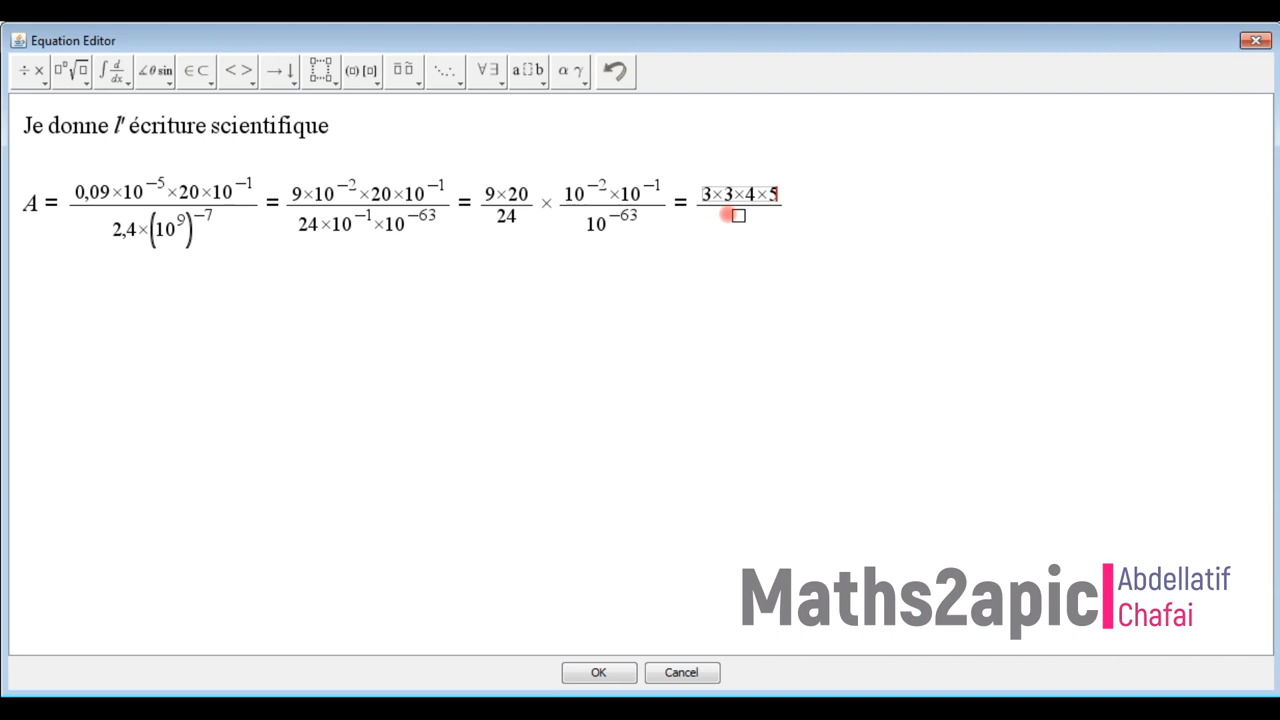 Equation Editor
÷ × □□√□ ∫ d/dx ∡θ sin ∈ ⊂ < > → ↓ (□) [□] □̄ □̃ ∀ ∃ a▯b α γ
Je donne l' écriture scientifique
A = (0,09×10^−5×20×10^−1)/(2,4×(10^9)^−7) = (9×10^−2×20×10^−1)/(24×10^−1×10^−63) = (9×20)/24 × (10^−2×10^−1)/(10^−63) = (3×3×4×5)/□
Maths2apic Abdellatif
Chafai
OK Cancel